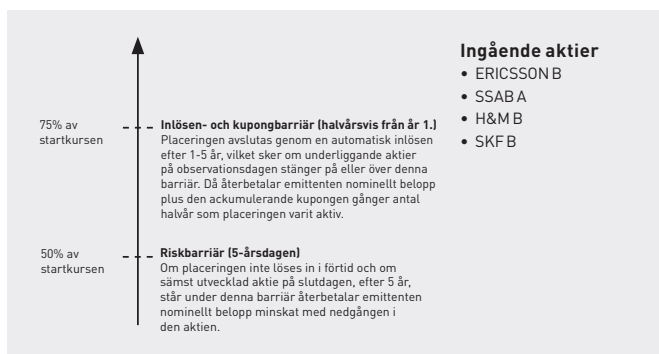 Ingående aktier
• ERICSSON B
• SSAB A
• H&M B
• SKF B
75% av
startkursen
Inlösen- och kupongbarriär (halvårsvis från år 1.)
Placeringen avslutas genom en automatisk inlösen
efter 1-5 år, vilket sker om underliggande aktier
på observationsdagen stänger på eller över denna
barriär. Då återbetalar emittenten nominellt belopp
plus den ackumulerande kupongen gånger antal
halvår som placeringen varit aktiv.
50% av
startkursen
Riskbarriär (5-årsdagen)
Om placeringen inte löses in i förtid och om
sämst utvecklad aktie på slutdagen, efter 5 år,
står under denna barriär återbetalar emittenten
nominellt belopp minskat med nedgången i
den aktien.